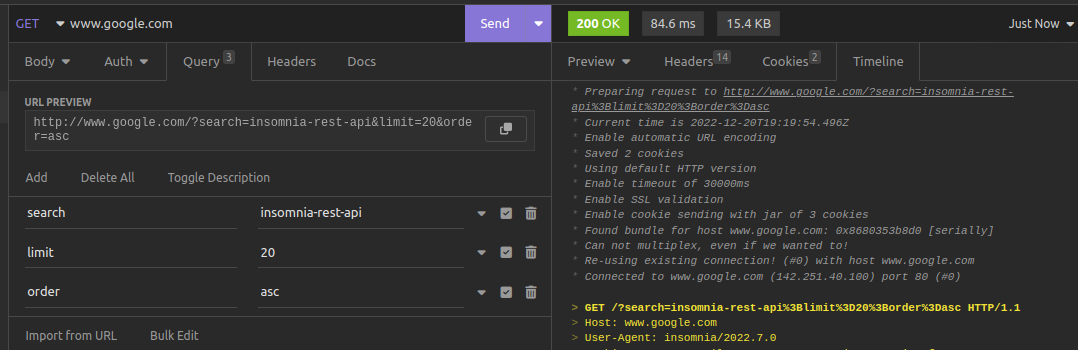 GET www.google.com Send
200 OK 84.6 ms 15.4 KB Just Now
Body Auth Query 3 Headers Docs
Preview Headers 14 Cookies 2 Timeline
URL PREVIEW
http://www.google.com/?search=insomnia-rest-api&limit=20&orde
r=asc
Add Delete All Toggle Description
search insomnia-rest-api
limit 20
order asc
Import from URL Bulk Edit
* Preparing request to http://www.google.com/?search=insomnia-rest-
api%3Blimit%3D20%3Border%3Dasc
* Current time is 2022-12-20T19:19:54.496Z
* Enable automatic URL encoding
* Saved 2 cookies
* Using default HTTP version
* Enable timeout of 30000ms
* Enable SSL validation
* Enable cookie sending with jar of 3 cookies
* Found bundle for host www.google.com: 0x8680353b8d0 [serially]
* Can not multiplex, even if we wanted to!
* Re-using existing connection! (#0) with host www.google.com
* Connected to www.google.com (142.251.40.100) port 80 (#0)
> GET /?search=insomnia-rest-api%3Blimit%3D20%3Border%3Dasc HTTP/1.1
> Host: www.google.com
> User-Agent: insomnia/2022.7.0